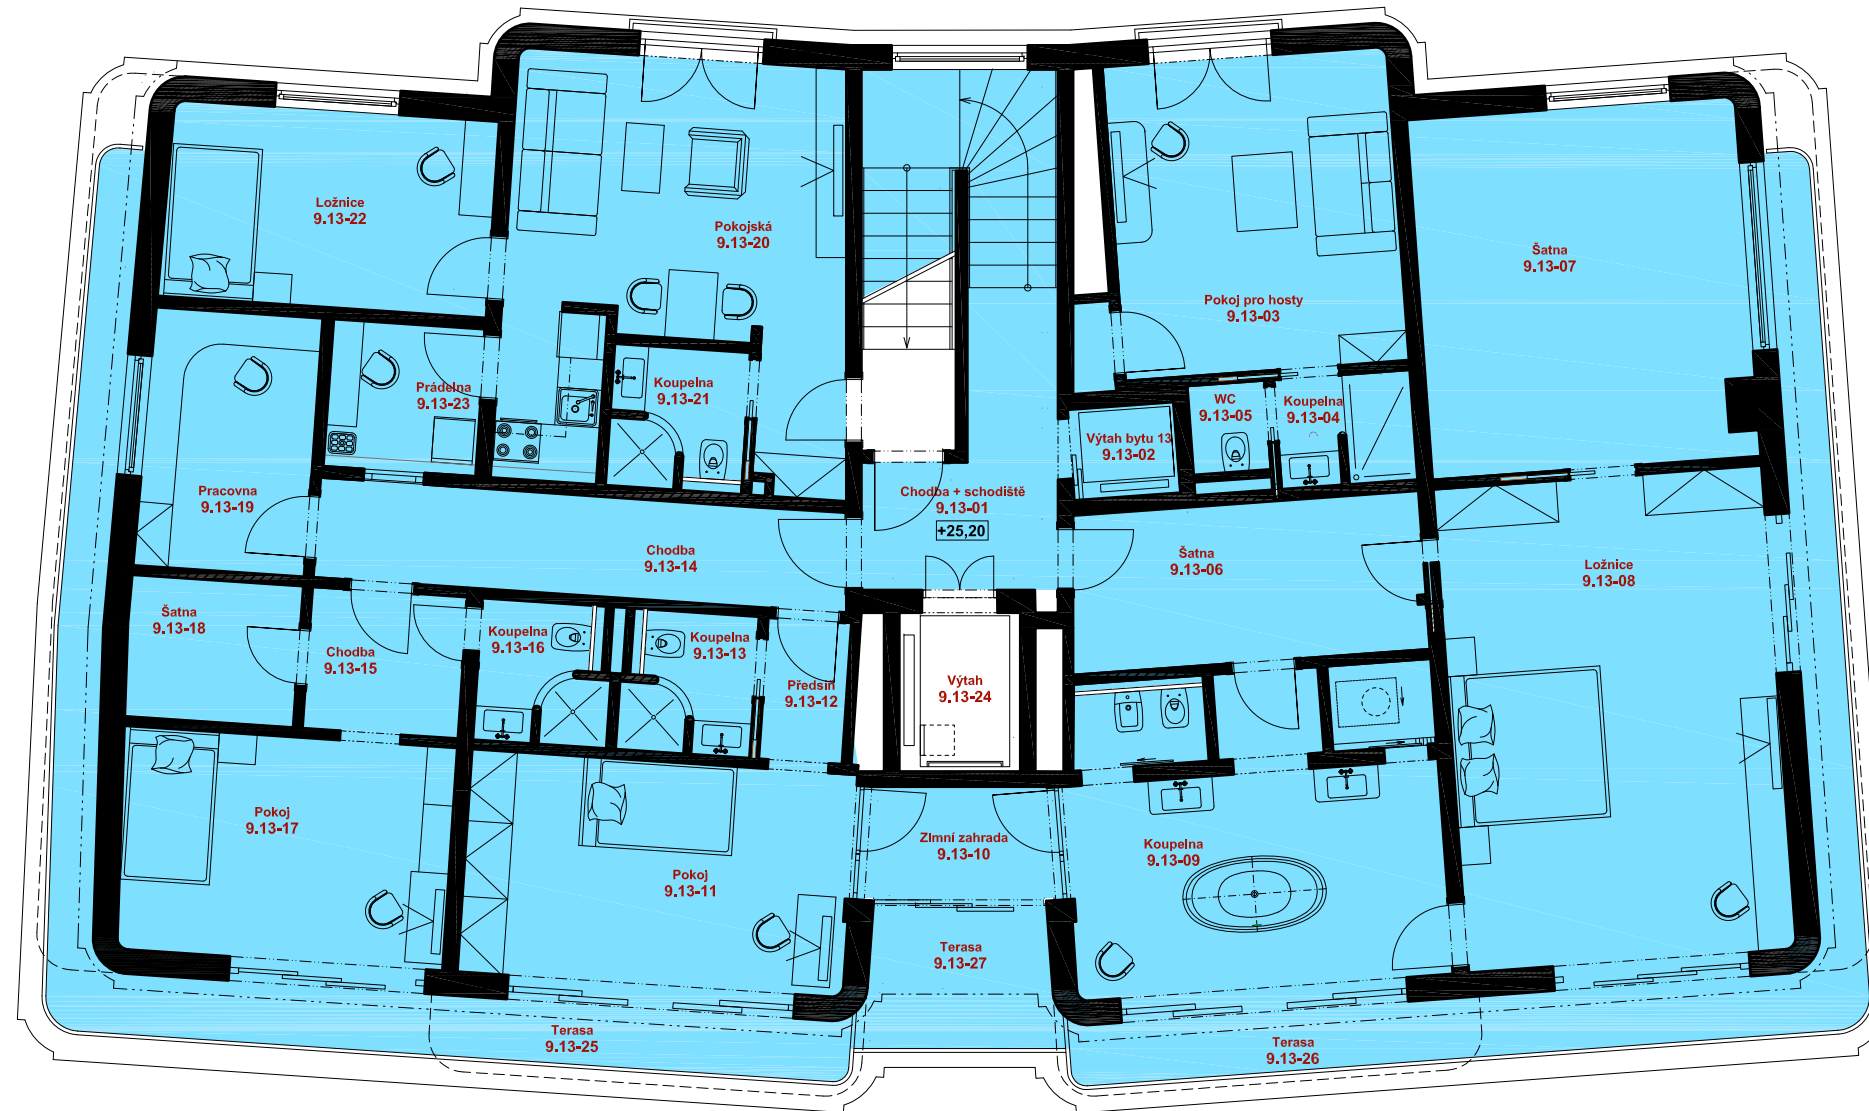 Ložnice
9.13-22
Pokojská
9.13-20
Pokoj pro hosty
9.13-03
Šatna
9.13-07
Prádelna
9.13-23
Koupelna
9.13-21
WC
9.13-05
Koupelna
9.13-04
Výtah bytu 13
9.13-02
Pracovna
9.13-19
Chodba + schodiště
9.13-01
+25,20
Chodba
9.13-14
Šatna
9.13-06
Ložnice
9.13-08
Šatna
9.13-18
Chodba
9.13-15
Koupelna
9.13-16
Koupelna
9.13-13
Předsíň
9.13-12
Výtah
9.13-24
Pokoj
9.13-17
Pokoj
9.13-11
ZImní zahrada
9.13-10
Koupelna
9.13-09
Terasa
9.13-27
Terasa
9.13-25
Terasa
9.13-26